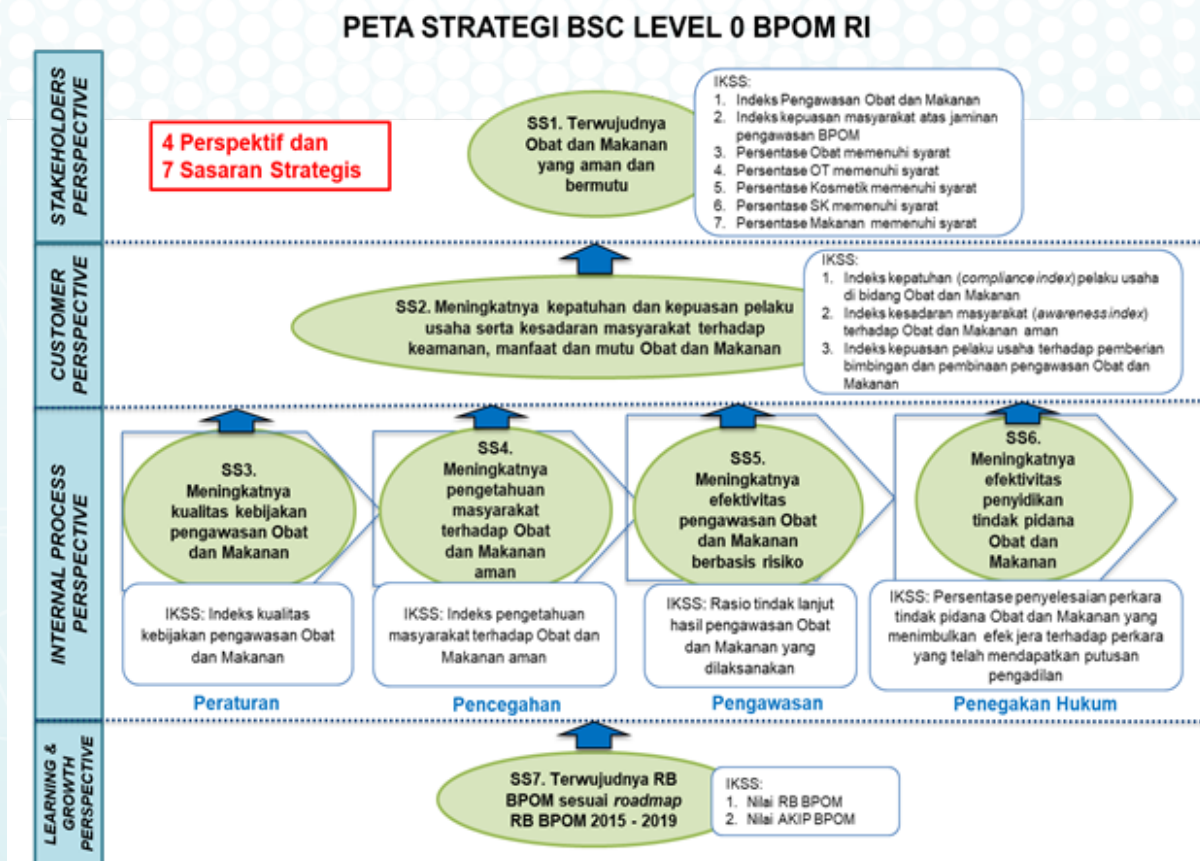 PETA STRATEGI BSC LEVEL 0 BPOM RI
STAKEHOLDERS
PERSPECTIVE
4 Perspektif dan
7 Sasaran Strategis
SS1. Terwujudnya
Obat dan Makanan
yang aman dan
bermutu
IKSS:
1. Indeks Pengawasan Obat dan Makanan
2. Indeks kepuasan masyarakat atas jaminan
pengawasan BPOM
3. Persentase Obat memenuhi syarat
4. Persentase OT memenuhi syarat
5. Persentase Kosmetik memenuhi syarat
6. Persentase SK memenuhi syarat
7. Persentase Makanan memenuhi syarat
CUSTOMER
PERSPECTIVE
SS2. Meningkatnya kepatuhan dan kepuasan pelaku
usaha serta kesadaran masyarakat terhadap
keamanan, manfaat dan mutu Obat dan Makanan
IKSS:
1. Indeks kepatuhan (compliance index) pelaku usaha
di bidang Obat dan Makanan
2. Indeks kesadaran masyarakat (awareness index)
terhadap Obat dan Makanan aman
3. Indeks kepuasan pelaku usaha terhadap pemberian
bimbingan dan pembinaan pengawasan Obat dan
Makanan
INTERNAL PROCESS
PERSPECTIVE
SS3.
Meningkatnya
kualitas kebijakan
pengawasan Obat
dan Makanan
IKSS: Indeks kualitas
kebijakan pengawasan Obat
dan Makanan
Peraturan
SS4.
Meningkatnya
pengetahuan
masyarakat
terhadap Obat
dan Makanan
aman
IKSS: Indeks pengetahuan
masyarakat terhadap Obat dan
Makanan aman
Pencegahan
SS5.
Meningkatnya
efektivitas
pengawasan Obat
dan Makanan
berbasis risiko
IKSS: Rasio tindak lanjut
hasil pengawasan Obat
dan Makanan yang
dilaksanakan
Pengawasan
SS6.
Meningkatnya
efektivitas
penyidikan
tindak pidana
Obat dan
Makanan
IKSS: Persentase penyelesaian perkara
tindak pidana Obat dan Makanan yang
menimbulkan efek jera terhadap perkara
yang telah mendapatkan putusan
pengadilan
Penegakan Hukum
LEARNING &
GROWTH
PERSPECTIVE
SS7. Terwujudnya RB
BPOM sesuai roadmap
RB BPOM 2015 - 2019
IKSS:
1. Nilai RB BPOM
2. Nilai AKIP BPOM